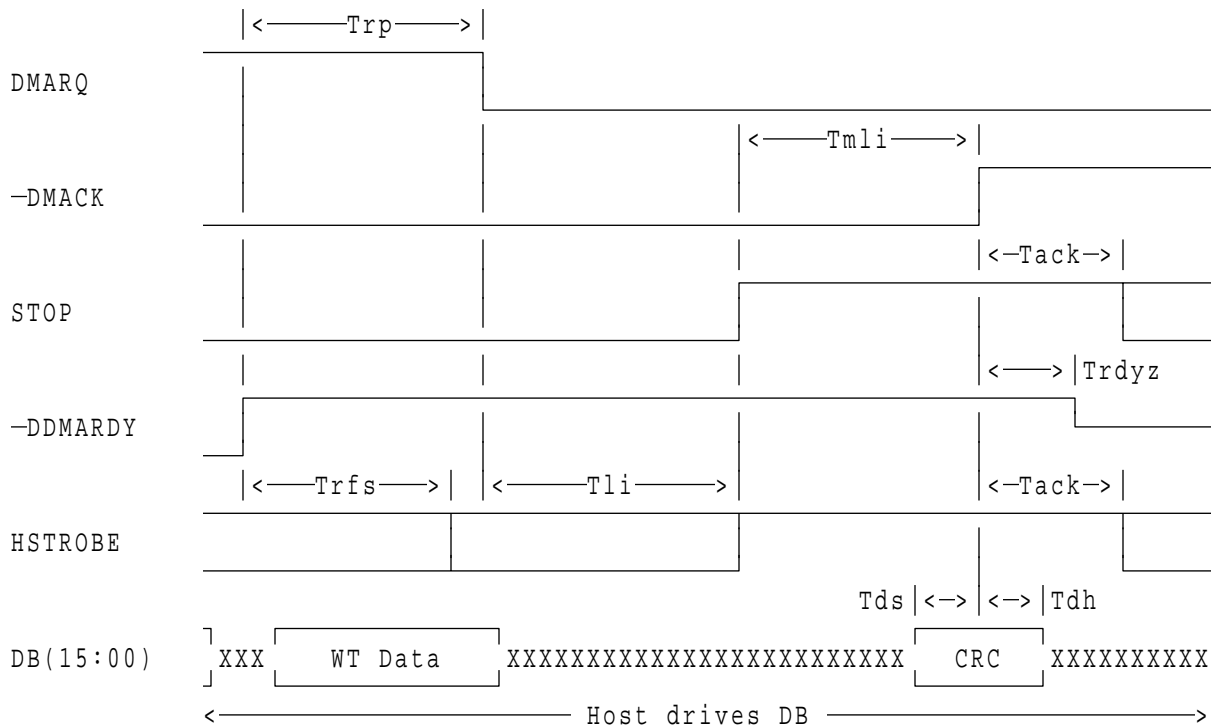 Trp
DMARQ
Tmli
—DMACK
Tack
STOP
Trdyz
—DDMARDY
Trfs Tli Tack
HSTROBE
Tds Tdh
DB(15:00) XXX WT Data XXXXXXXXXXXXXXXXXXXXXXXXX CRC XXXXXXXXXX
Host drives DB